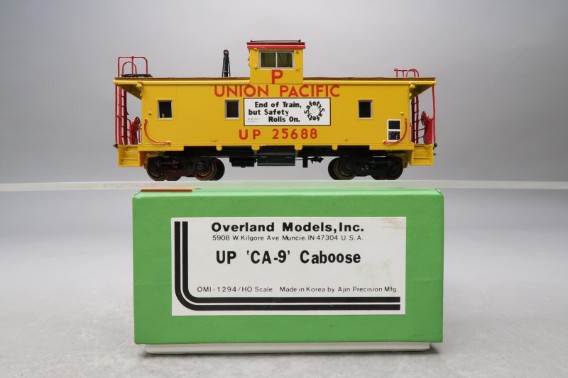 P
UNION PACIFIC
End of Train,
but Safety
Rolls On.
UP 25688
Overland Models, Inc.
5908 W. Kilgore Ave. Muncie, IN 47304 U.S.A.
UP 'CA-9' Caboose
OMI-1294/HO Scale Made in Korea by Ajin Precision Mfg.